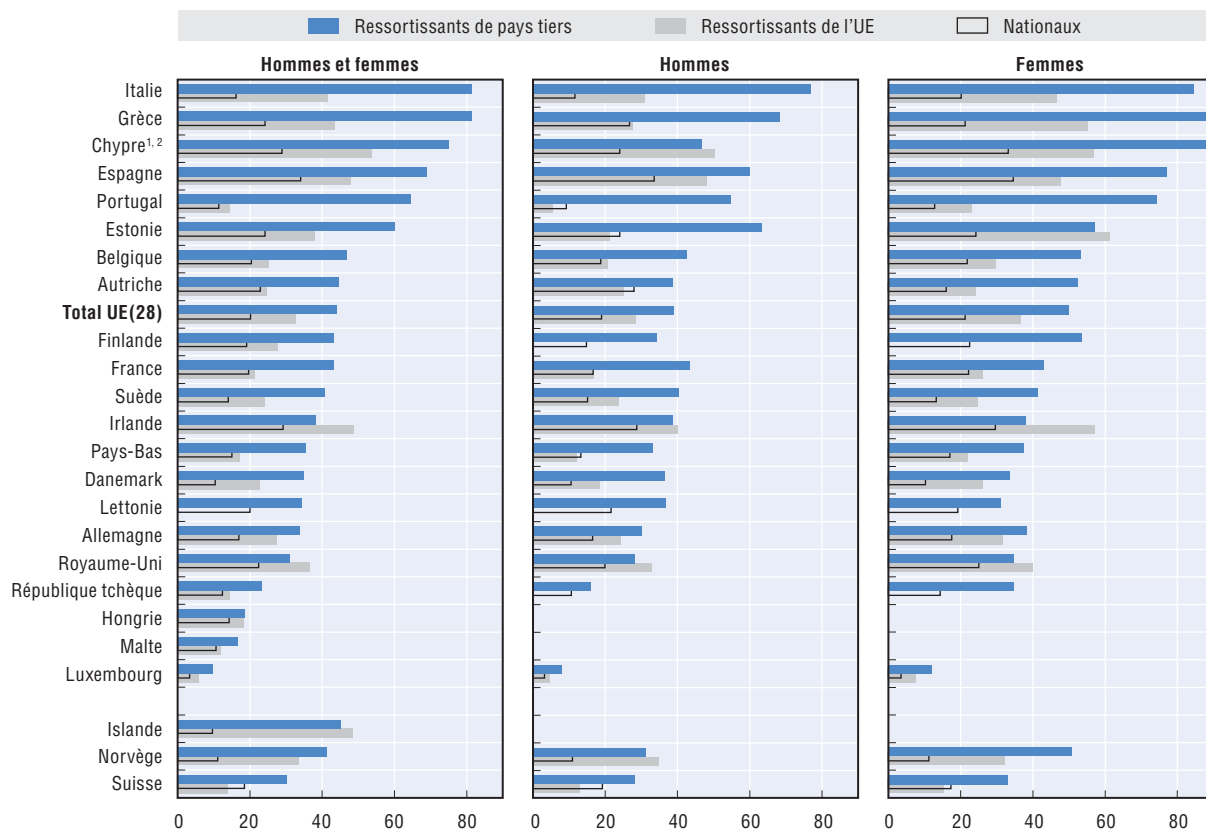 Ressortissants de pays tiers Ressortissants de l'UE Nationaux
Hommes et femmes Hommes Femmes
Italie
Grèce
Chypre1, 2
Espagne
Portugal
Estonie
Belgique
Autriche
Total UE(28)
Finlande
France
Suède
Irlande
Pays-Bas
Danemark
Lettonie
Allemagne
Royaume-Uni
République tchèque
Hongrie
Malte
Luxembourg
Islande
Norvège
Suisse
0 20 40 60 80 0 20 40 60 80 0 20 40 60 80